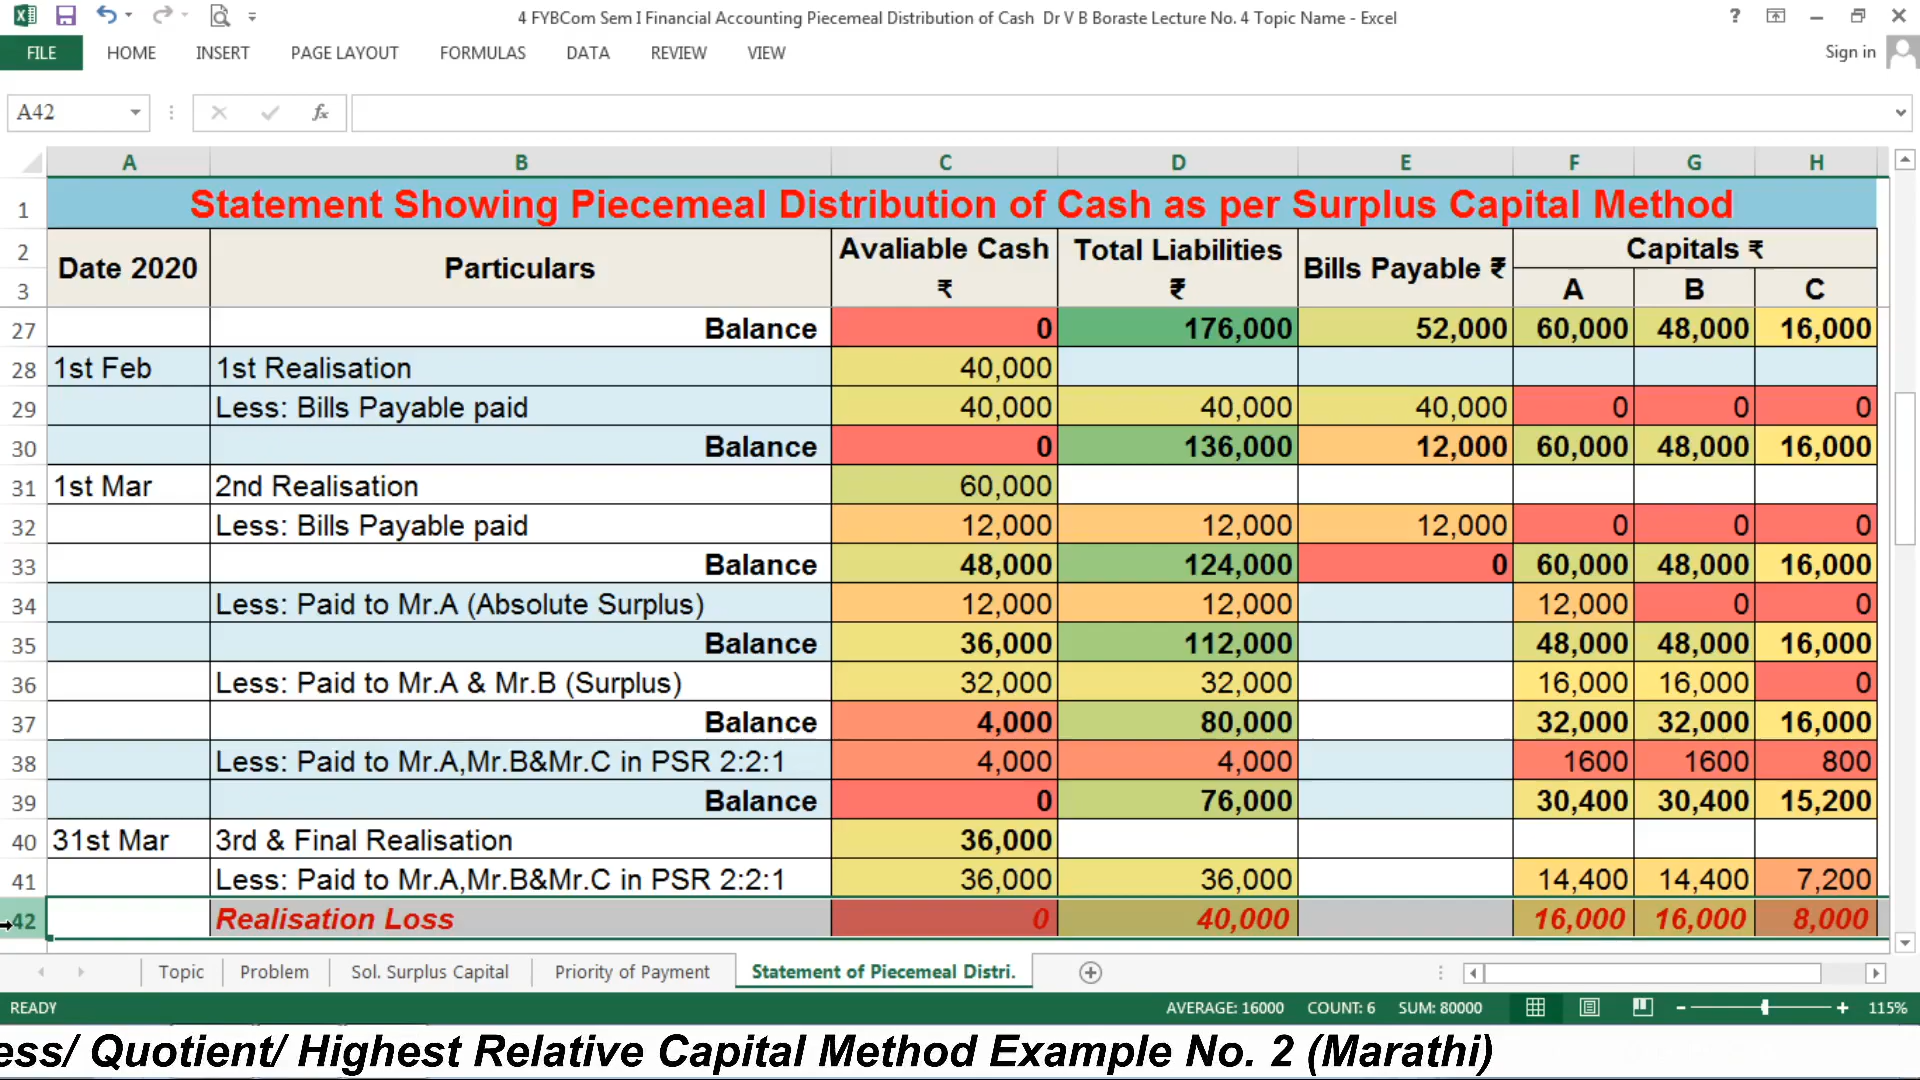 4 FYBCom Sem I Financial Accounting Piecemeal Distribution of Cash Dr V B Boraste Lecture No. 4 Topic Name - Excel
FILE HOME INSERT PAGE LAYOUT FORMULAS DATA REVIEW VIEW Sign in
A42 fx
A B C D E F G H
1 Statement Showing Piecemeal Distribution of Cash as per Surplus Capital Method
2 Date 2020 Particulars Avaliable Cash ₹ Total Liabilities ₹ Bills Payable ₹ Capitals ₹
3 A B C
27 Balance 0 176,000 52,000 60,000 48,000 16,000
28 1st Feb 1st Realisation 40,000
29 Less: Bills Payable paid 40,000 40,000 40,000 0 0 0
30 Balance 0 136,000 12,000 60,000 48,000 16,000
31 1st Mar 2nd Realisation 60,000
32 Less: Bills Payable paid 12,000 12,000 12,000 0 0 0
33 Balance 48,000 124,000 0 60,000 48,000 16,000
34 Less: Paid to Mr.A (Absolute Surplus) 12,000 12,000 12,000 0 0
35 Balance 36,000 112,000 48,000 48,000 16,000
36 Less: Paid to Mr.A & Mr.B (Surplus) 32,000 32,000 16,000 16,000 0
37 Balance 4,000 80,000 32,000 32,000 16,000
38 Less: Paid to Mr.A,Mr.B&Mr.C in PSR 2:2:1 4,000 4,000 1600 1600 800
39 Balance 0 76,000 30,400 30,400 15,200
40 31st Mar 3rd & Final Realisation 36,000
41 Less: Paid to Mr.A,Mr.B&Mr.C in PSR 2:2:1 36,000 36,000 14,400 14,400 7,200
42 Realisation Loss 0 40,000 16,000 16,000 8,000
Topic Problem Sol. Surplus Capital Priority of Payment Statement of Piecemeal Distri.
READY AVERAGE: 16000 COUNT: 6 SUM: 80000 115%
ess/ Quotient/ Highest Relative Capital Method Example No. 2 (Marathi)